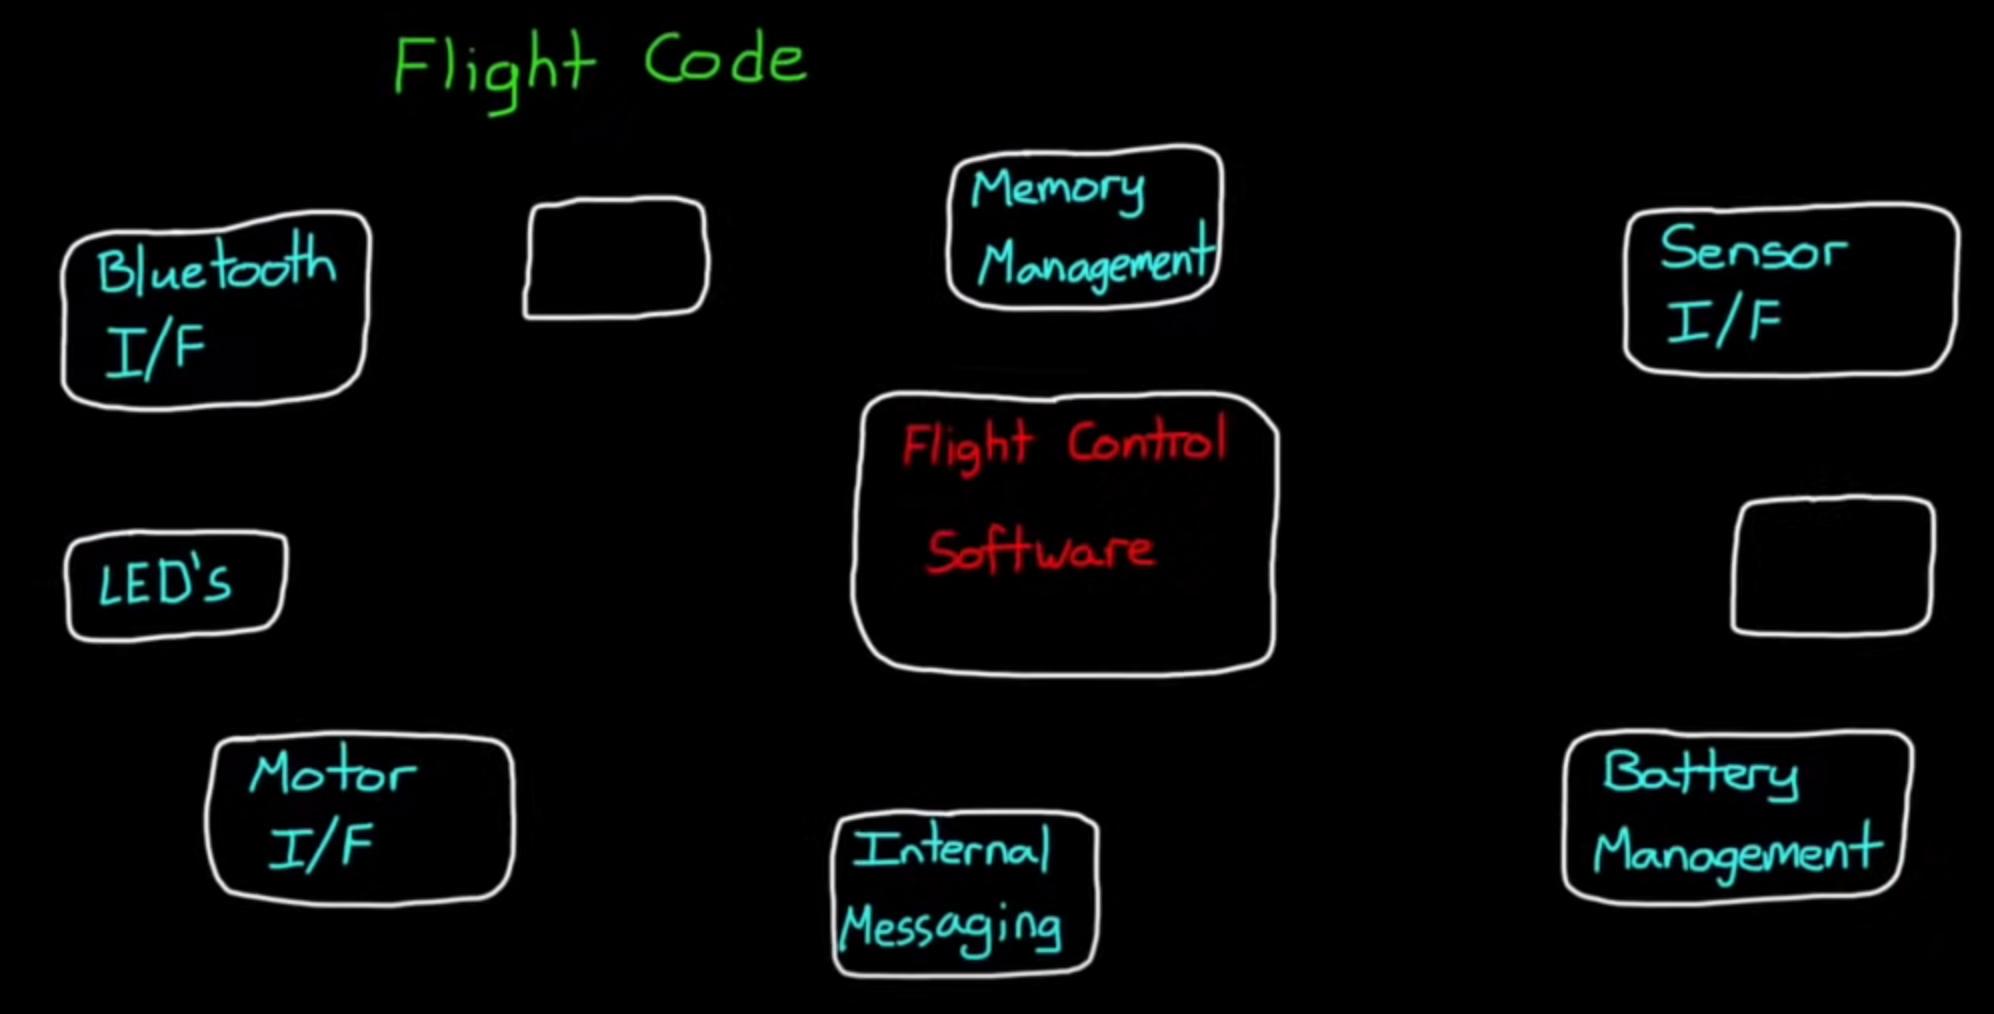 Flight Code
Bluetooth
I/F
Memory
Management
Sensor
I/F
Flight Control
Software
LED's
Motor
I/F
Internal
Messaging
Battery
Management